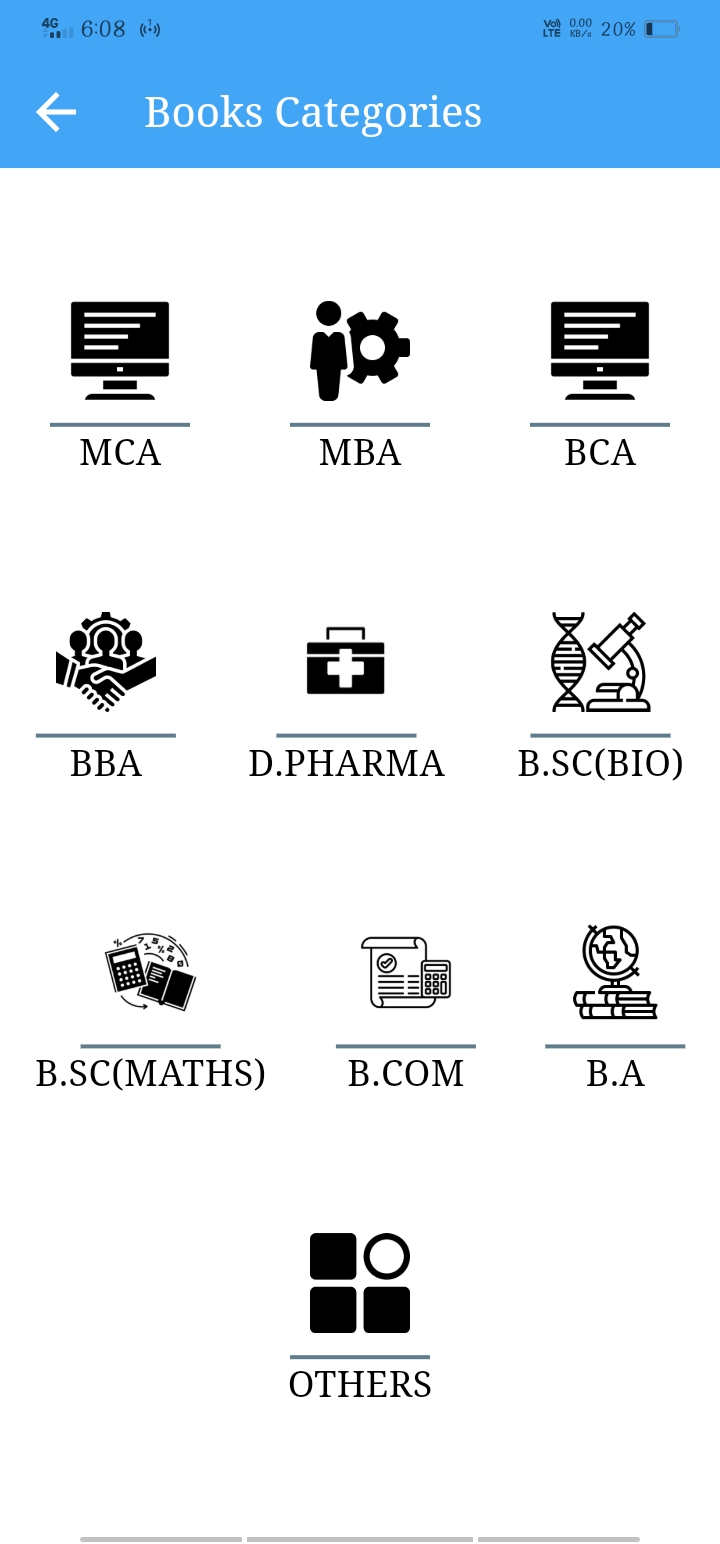 4G 6:08 Vo) LTE 0.00 KB/s 20%
Books Categories
MCA MBA BCA
BBA D.PHARMA B.SC(BIO)
B.SC(MATHS) B.COM B.A
OTHERS